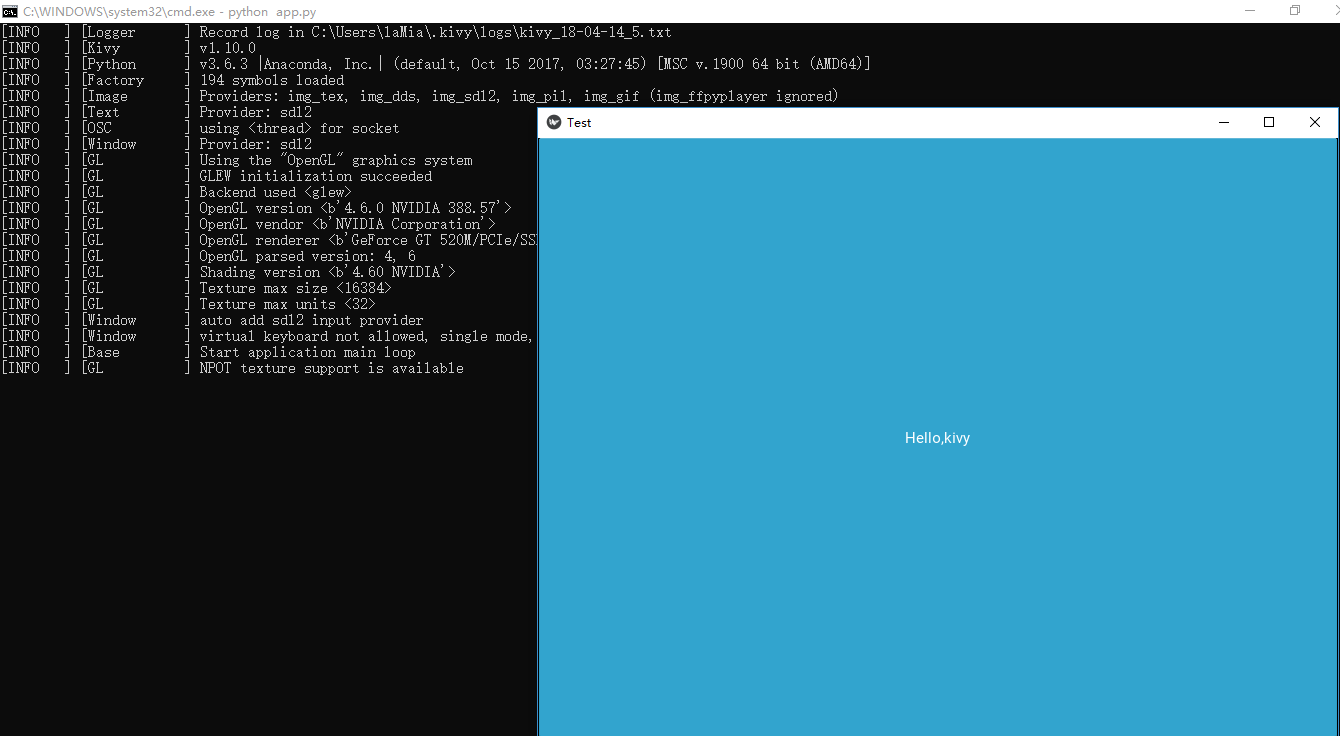 C:\WINDOWS\system32\cmd.exe - python  app.py
[INFO   ] [Logger      ] Record log in C:\Users\laMia\.kivy\logs\kivy_18-04-14_5.txt
[INFO   ] [Kivy        ] v1.10.0
[INFO   ] [Python      ] v3.6.3 |Anaconda, Inc.| (default, Oct 15 2017, 03:27:45) [MSC v.1900 64 bit (AMD64)]
[INFO   ] [Factory     ] 194 symbols loaded
[INFO   ] [Image       ] Providers: img_tex, img_dds, img_sdl2, img_pil, img_gif (img_ffpyplayer ignored)
[INFO   ] [Text        ] Provider: sdl2
[INFO   ] [OSC         ] using <thread> for socket
[INFO   ] [Window      ] Provider: sdl2
[INFO   ] [GL          ] Using the "OpenGL" graphics system
[INFO   ] [GL          ] GLEW initialization succeeded
[INFO   ] [GL          ] Backend used <glew>
[INFO   ] [GL          ] OpenGL version <b'4.6.0 NVIDIA 388.57'>
[INFO   ] [GL          ] OpenGL vendor <b'NVIDIA Corporation'>
[INFO   ] [GL          ] OpenGL renderer <b'GeForce GT 520M/PCIe/SS
[INFO   ] [GL          ] OpenGL parsed version: 4, 6
[INFO   ] [GL          ] Shading version <b'4.60 NVIDIA'>
[INFO   ] [GL          ] Texture max size <16384>
[INFO   ] [GL          ] Texture max units <32>
[INFO   ] [Window      ] auto add sdl2 input provider
[INFO   ] [Window      ] virtual keyboard not allowed, single mode,
[INFO   ] [Base        ] Start application main loop
[INFO   ] [GL          ] NPOT texture support is available
Test
Hello,kivy